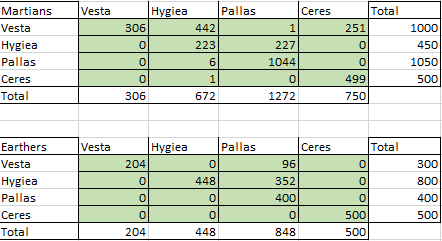 Martians Vesta Hygiea Pallas Ceres Total
Vesta 306 442 1 251 1000
Hygiea 0 223 227 0 450
Pallas 0 6 1044 0 1050
Ceres 0 1 0 499 500
Total 306 672 1272 750
Earthers Vesta Hygiea Pallas Ceres Total
Vesta 204 0 96 0 300
Hygiea 0 448 352 0 800
Pallas 0 0 400 0 400
Ceres 0 0 0 500 500
Total 204 448 848 500